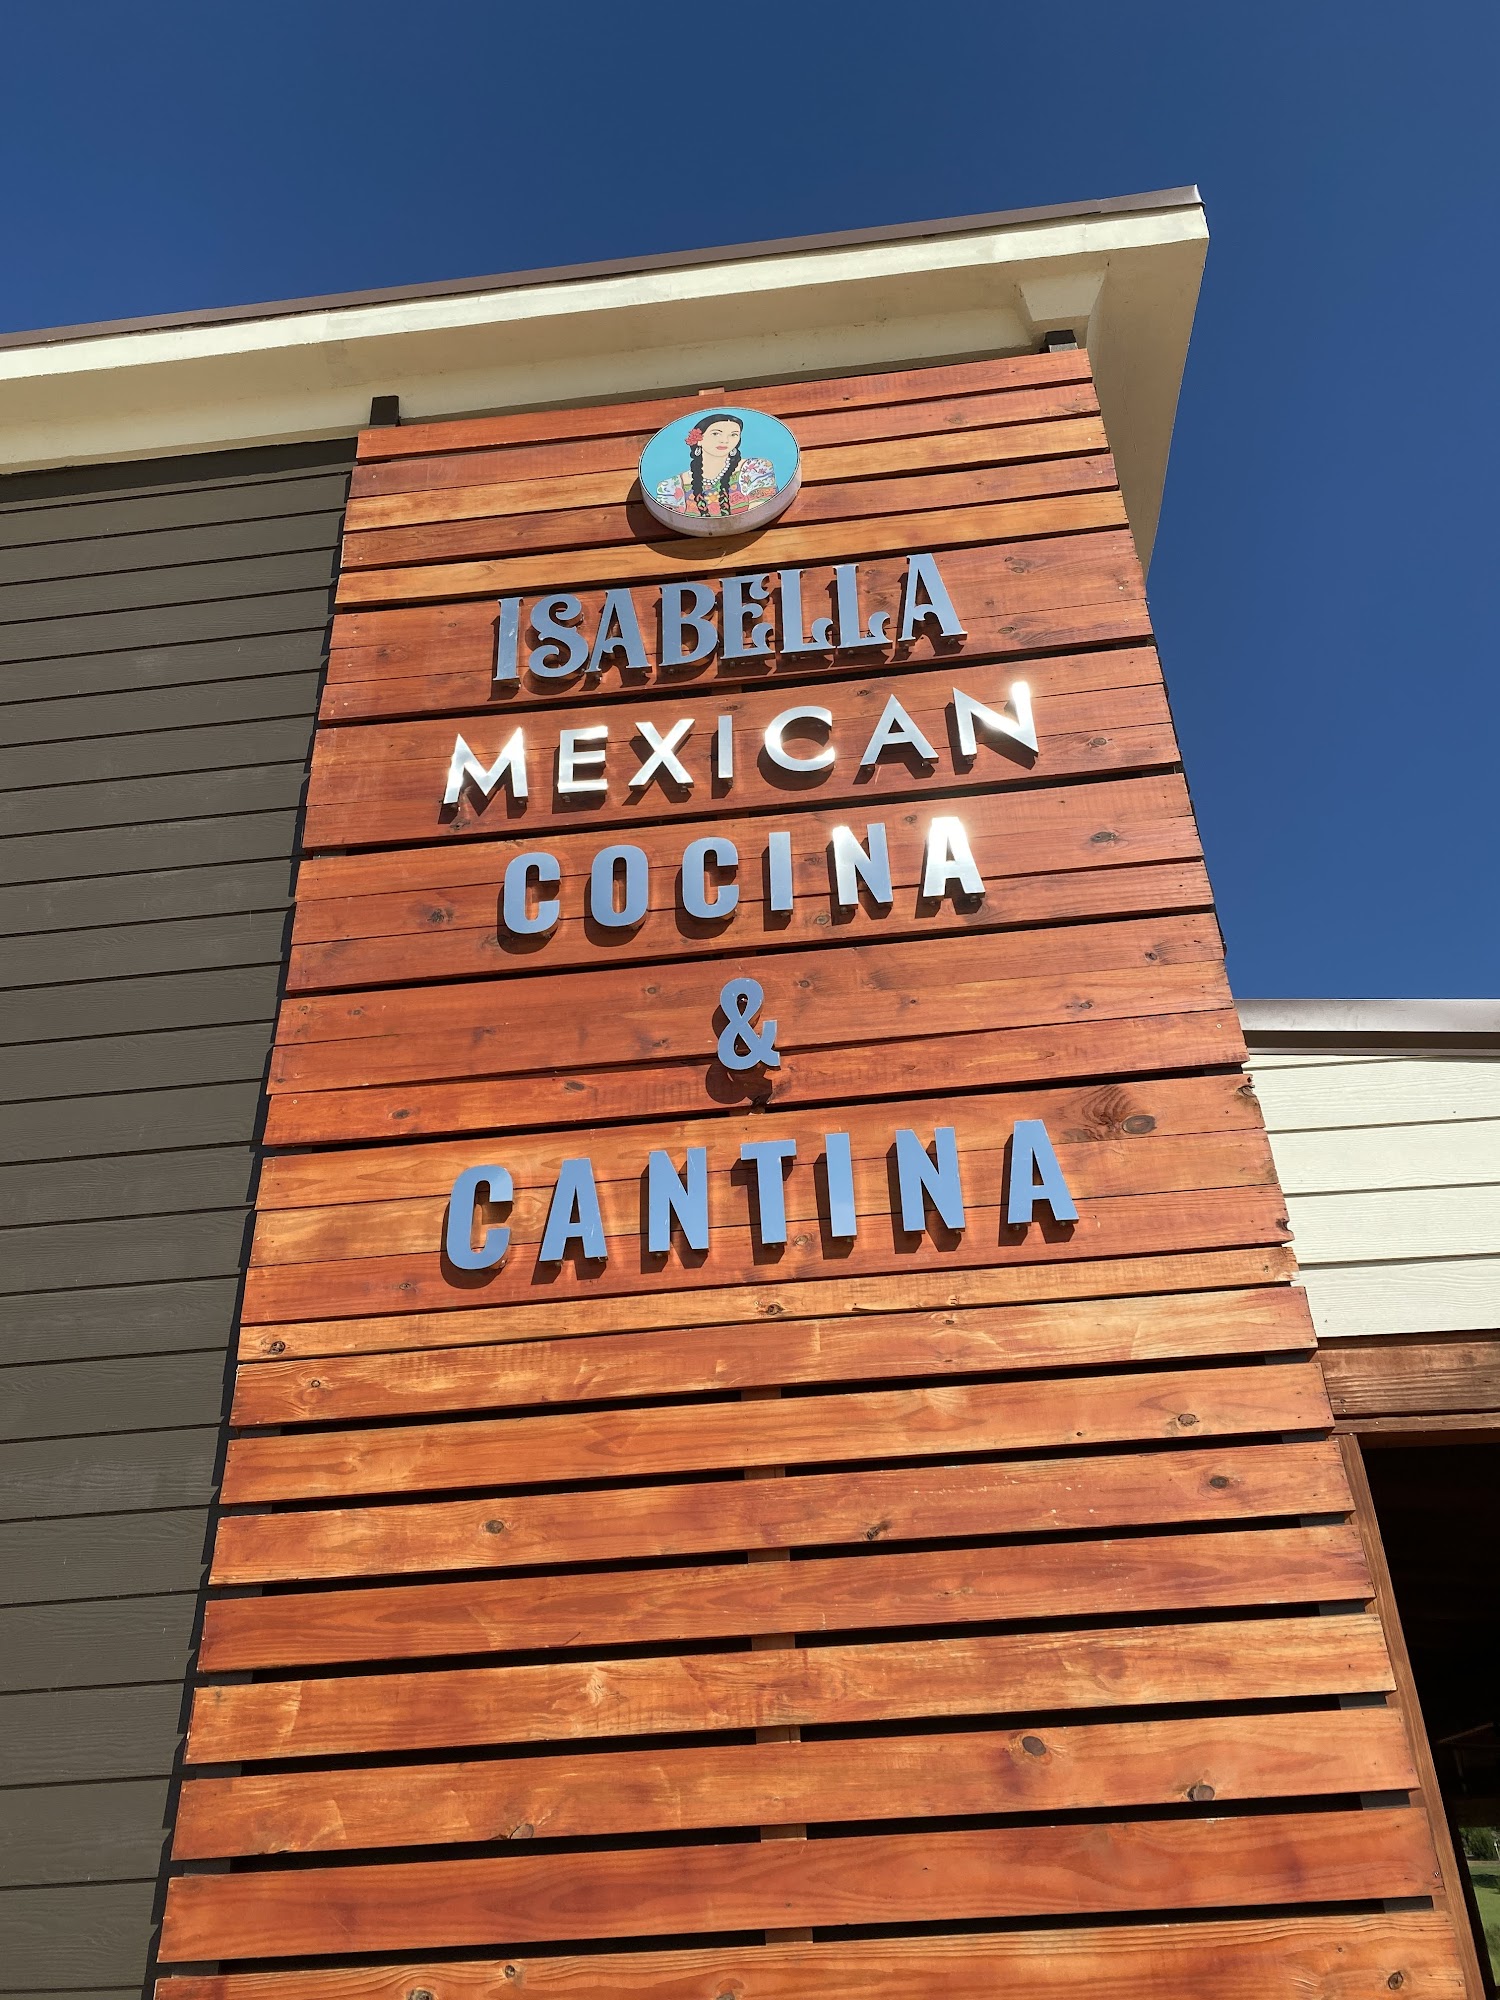 ISABELLA
MEXICAN
COCINA
&
CANTINA